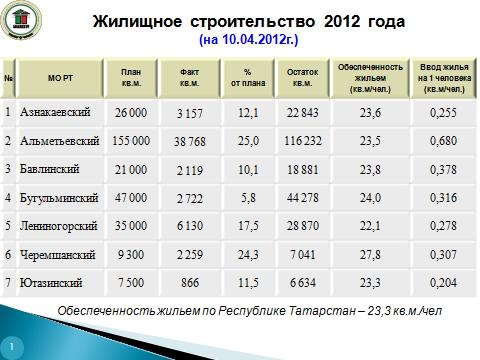 Жилищное строительство 2012 года
(на 10.04.2012г.)
№ МО РТ План кв.м. Факт кв.м. % от плана Остаток кв.м. Обеспеченность жильем (кв.м/чел.) Ввод жилья на 1 человека (кв.м/чел.)
1 Азнакаевский 26 000 3 157 12,1 22 843 23,6 0,255
2 Альметьевский 155 000 38 768 25,0 116 232 23,5 0,680
3 Бавлинский 21 000 2 119 10,1 18 881 23,8 0,378
4 Бугульминский 47 000 2 722 5,8 44 278 24,0 0,316
5 Лениногорский 35 000 6 130 17,5 28 870 22,1 0,278
6 Черемшанский 9 300 2 259 24,3 7 041 27,8 0,307
7 Ютазинский 7 500 866 11,5 6 634 23,3 0,204
Обеспеченность жильем по Республике Татарстан – 23,3 кв.м./чел
1